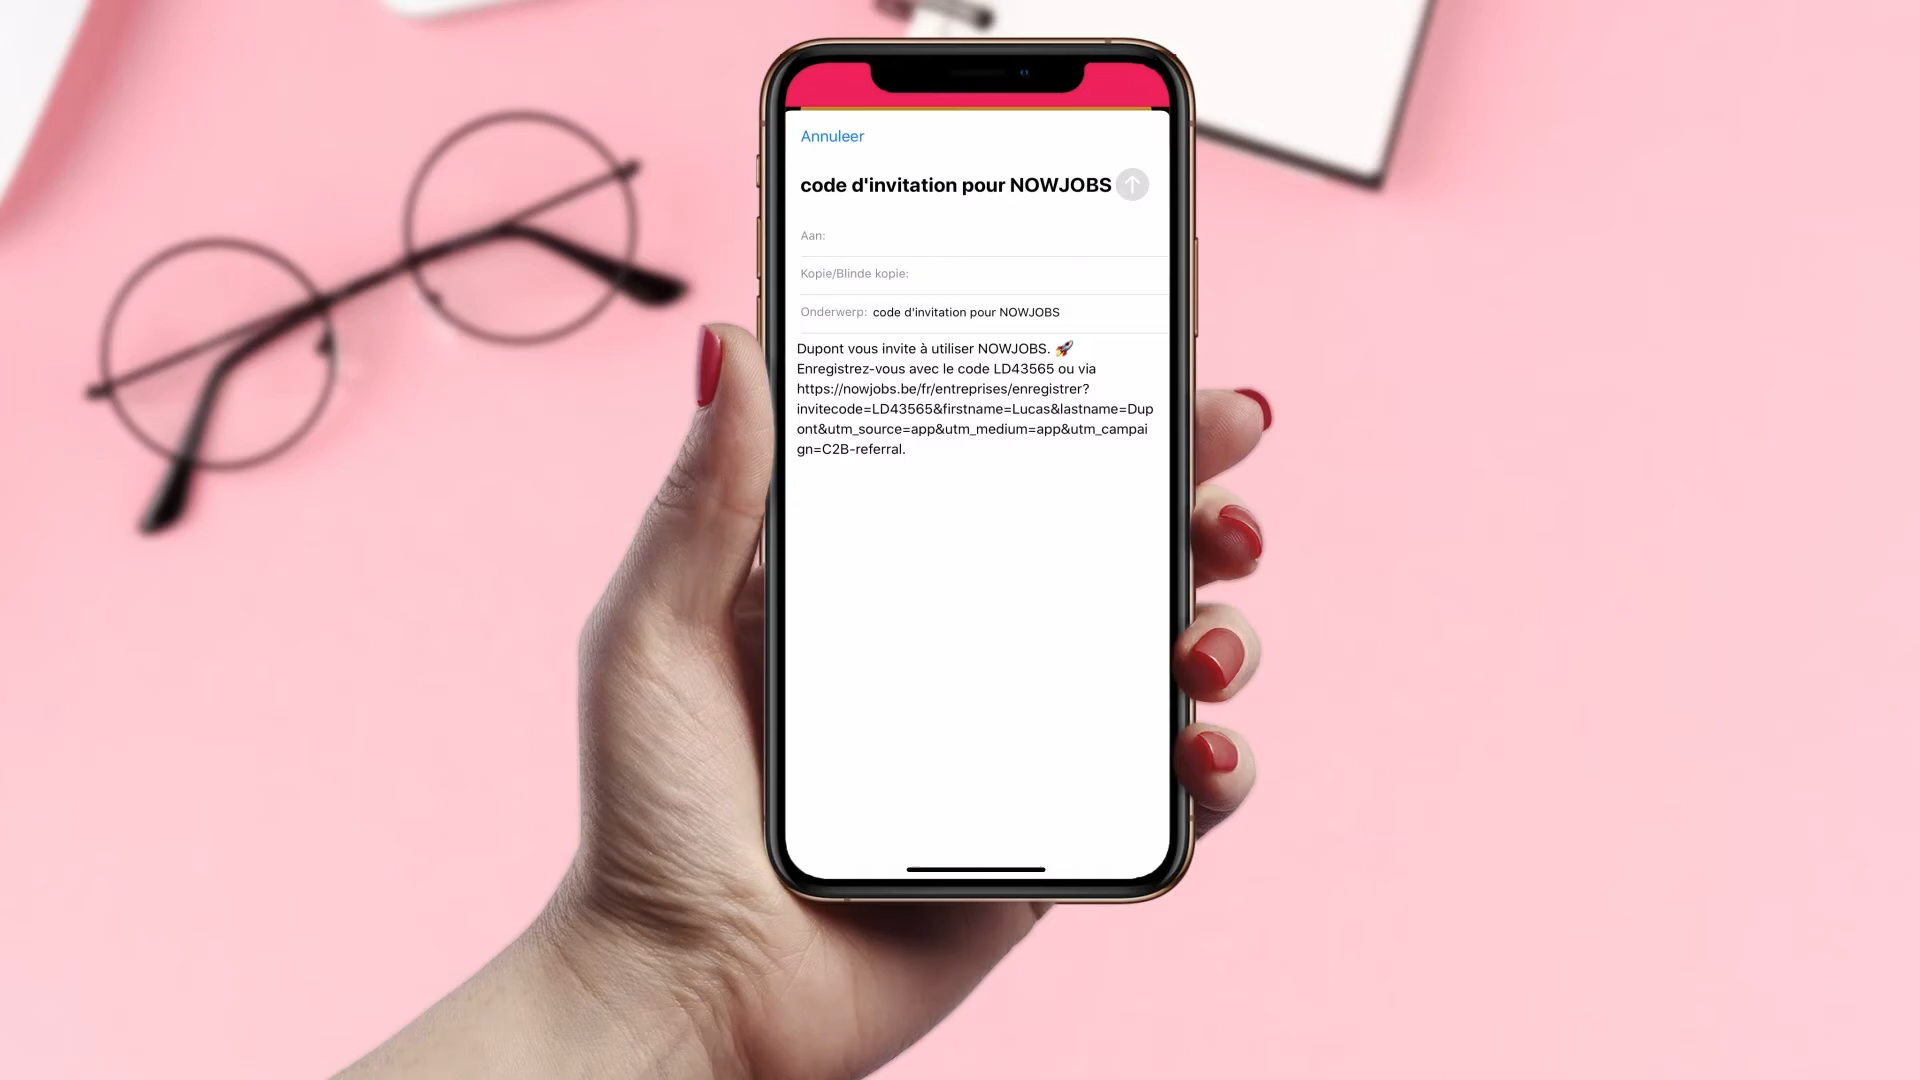 Annuleer
code d'invitation pour NOWJOBS
Aan:
Kopie/Blinde kopie:
Onderwerp: code d'invitation pour NOWJOBS
Dupont vous invite à utiliser NOWJOBS. 🚀
Enregistrez-vous avec le code LD43565 ou via
https://nowjobs.be/fr/entreprises/enregistrer?
invitecode=LD43565&firstname=Lucas&lastname=Dup
ont&utm_source=app&utm_medium=app&utm_campai
gn=C2B-referral.